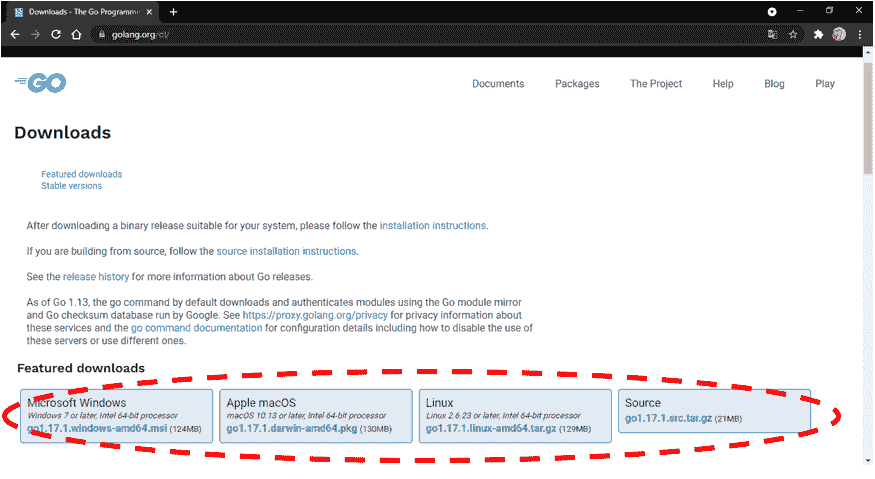 Downloads - The Go Programm
golang.org/dl/
GO
Documents Packages The Project Help Blog Play
Downloads
Featured downloads
Stable versions
After downloading a binary release suitable for your system, please follow the installation instructions.
If you are building from source, follow the source installation instructions.
See the release history for more information about Go releases.
As of Go 1.13, the go command by default downloads and authenticates modules using the Go module mirror
and Go checksum database run by Google. See https://proxy.golang.org/privacy for privacy information about
these services and the go command documentation for configuration details including how to disable the use of
these servers or use different ones.
Featured downloads
Microsoft Windows
Windows 7 or later, Intel 64-bit processor
go1.17.1.windows-amd64.msi (124MB)
Apple macOS
macOS 10.13 or later, Intel 64-bit processor
go1.17.1.darwin-amd64.pkg (130MB)
Linux
Linux 2.6.23 or later, Intel 64-bit processor
go1.17.1.linux-amd64.tar.gz (129MB)
Source
go1.17.1.src.tar.gz (21MB)